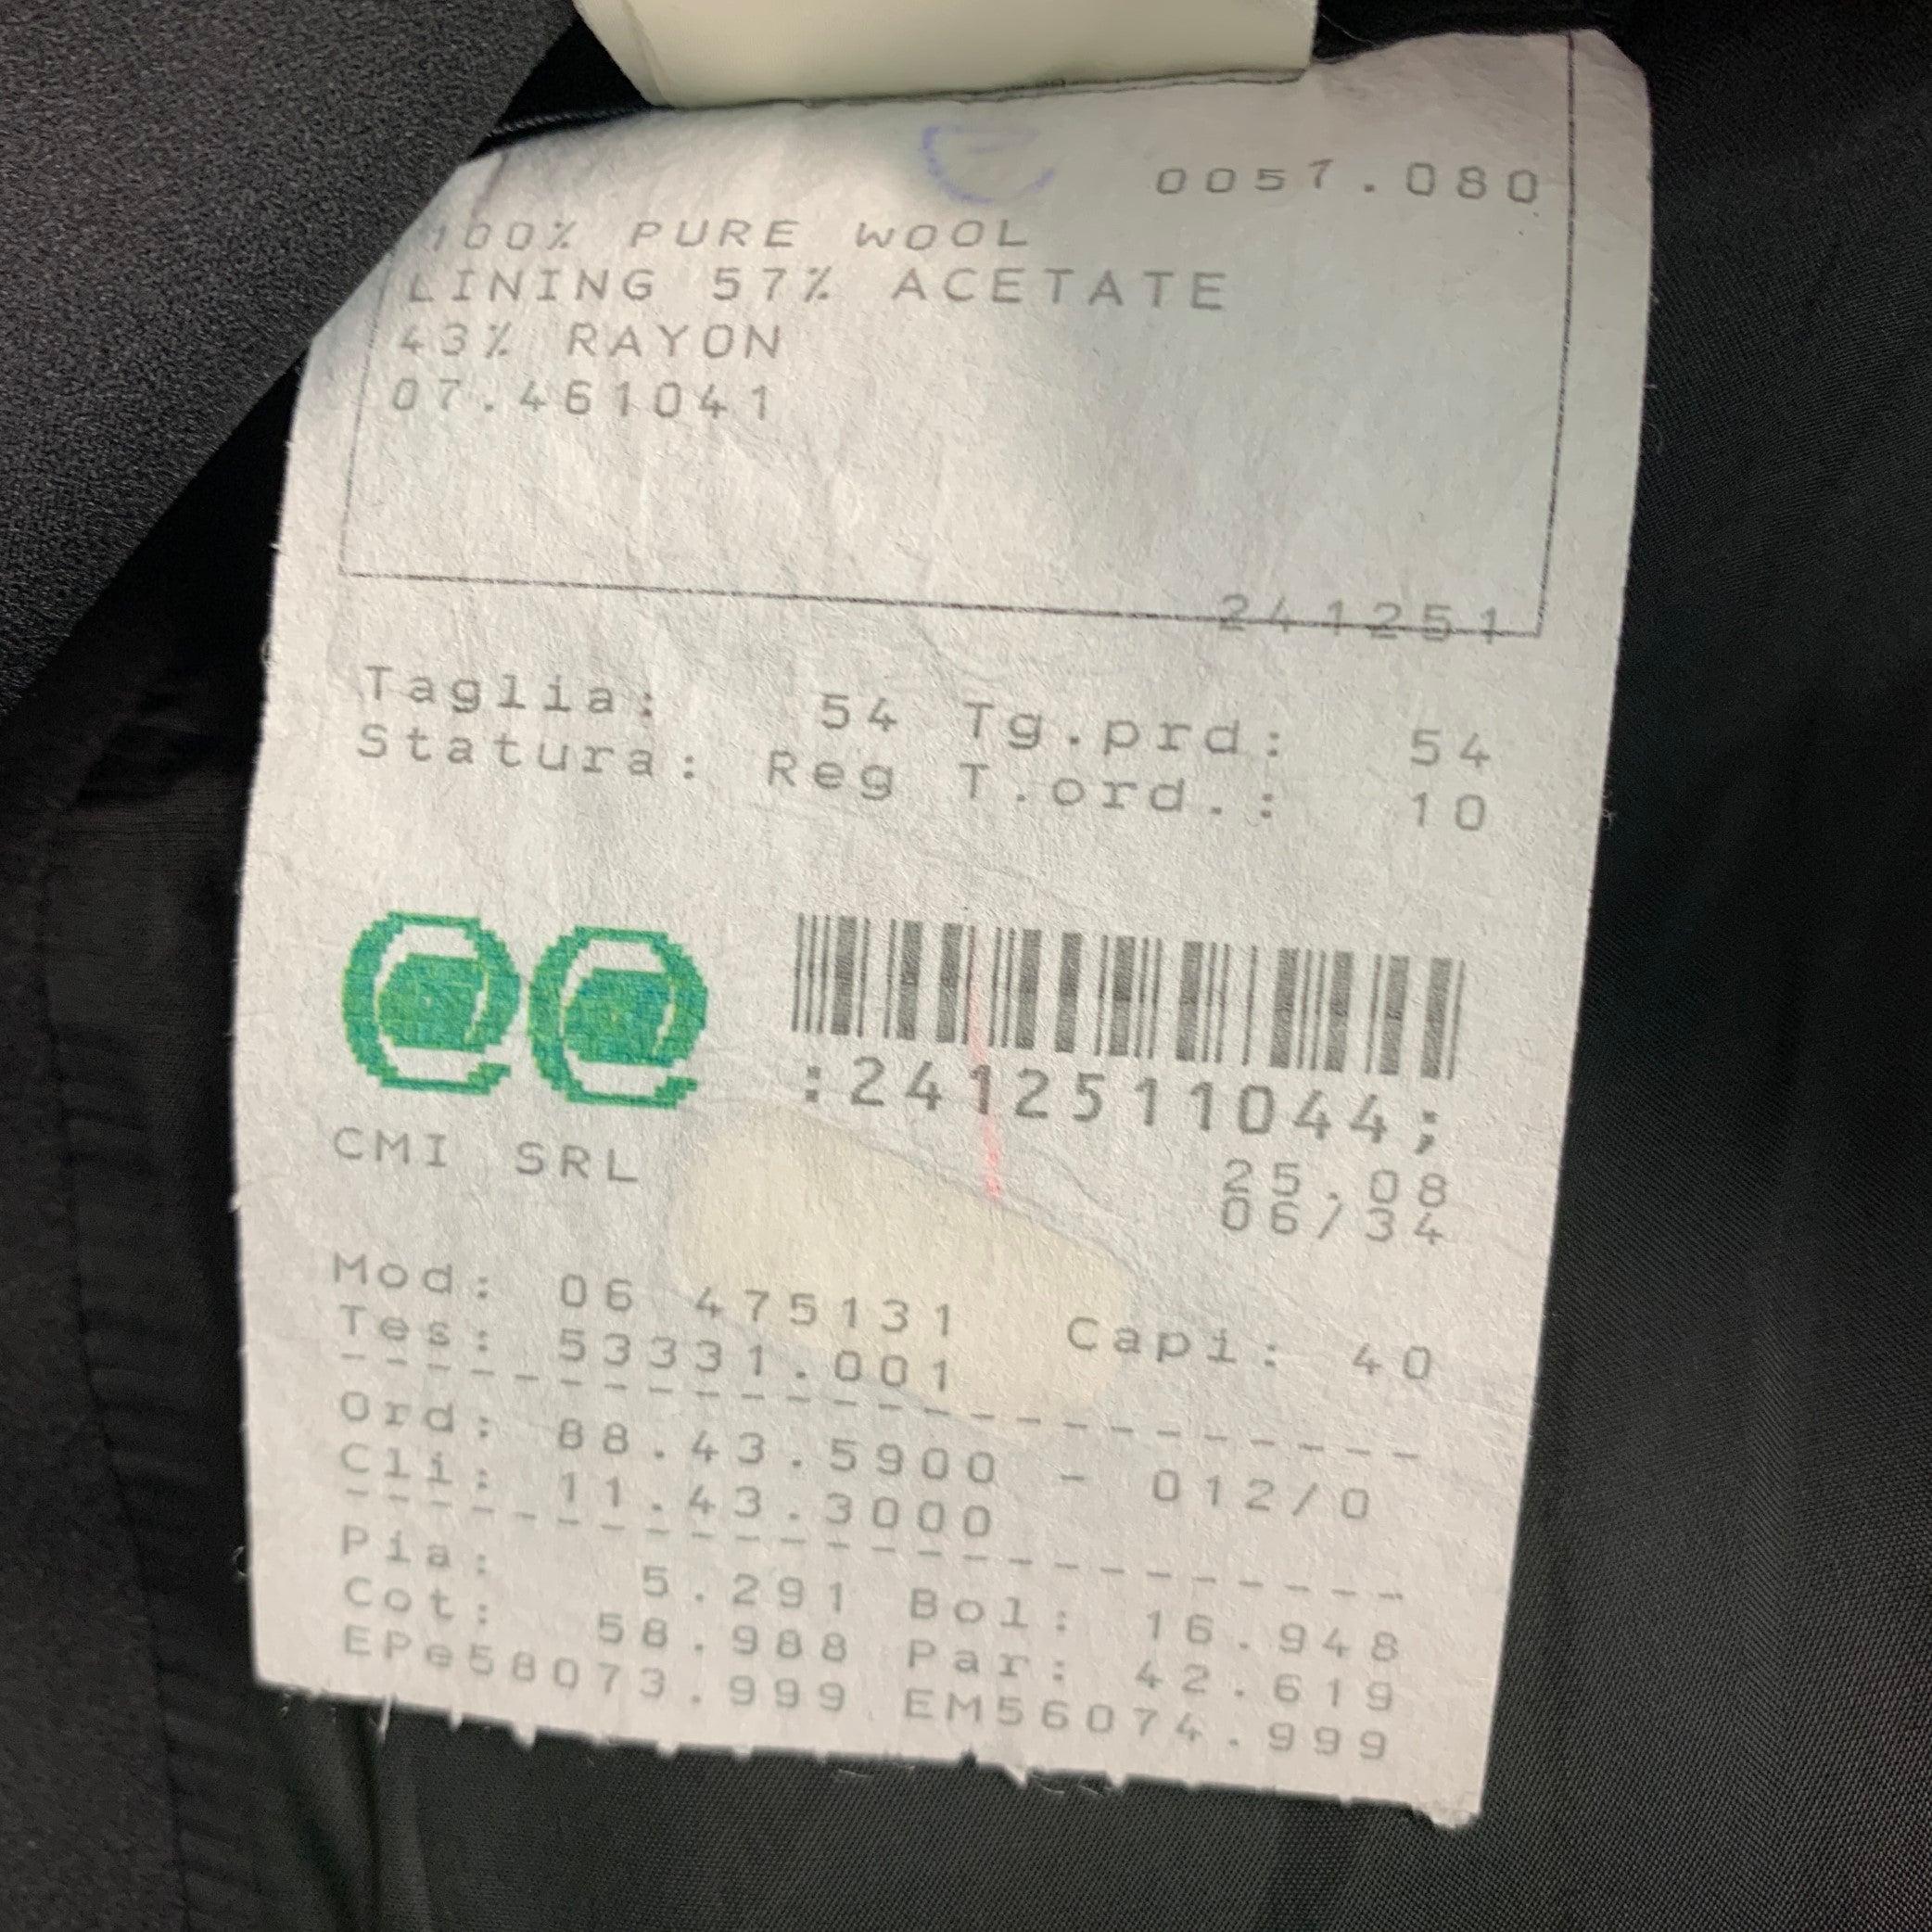 0057.080
100% PURE WOOL
LINING 57% ACETATE
43% RAYON
07.461041
241251
Taglia: 54 Tg.prd: 54
Statura: Reg T.ord.: 10
:2412511044;
CMI SRL 25.08
06/34
Mod: 06 475131 Capi: 40
Tes: 53331.001
Ord: 88.43.5900 - 012/0
Cli: 11.43.3000
Pia: 5.291 Bol: 16.948
Cot: 58.988 Par: 42.619
EPe58073.999 EM56074.999